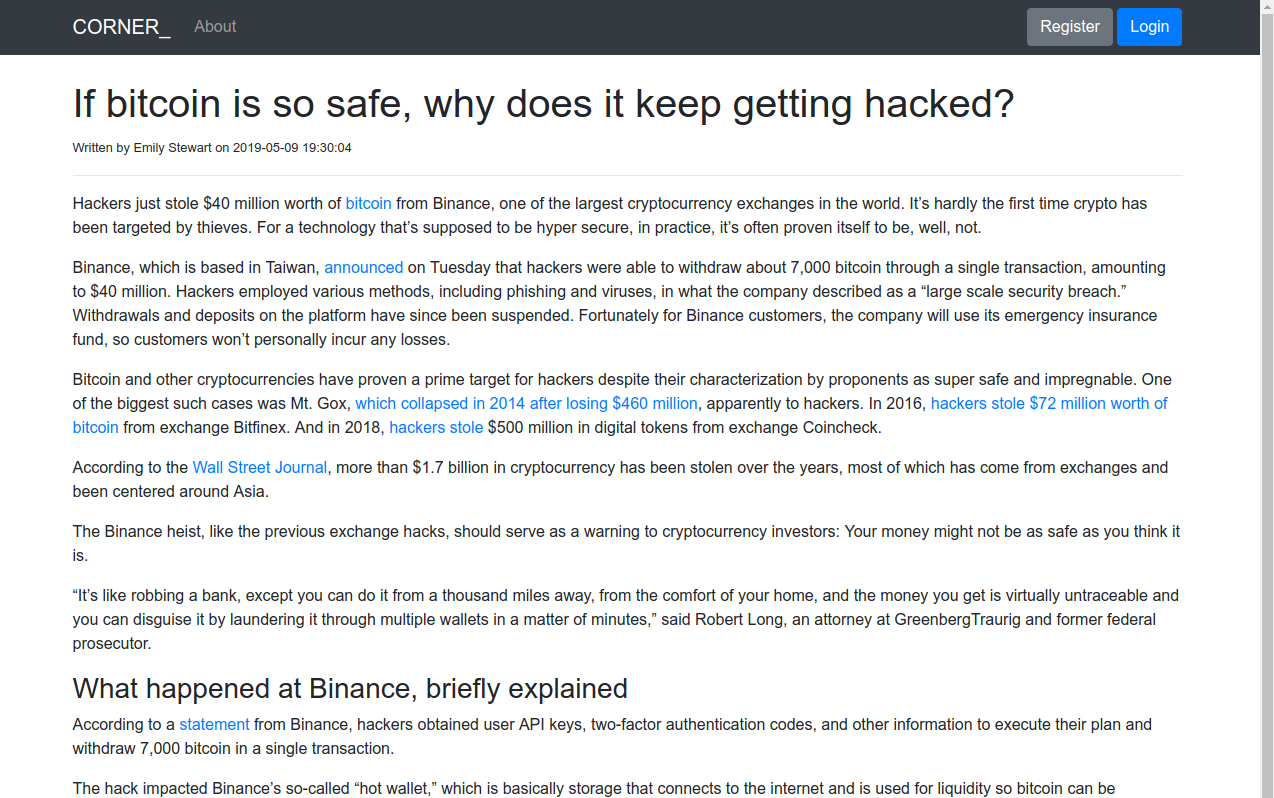 CORNER_ About Register Login
If bitcoin is so safe, why does it keep getting hacked?
Written by Emily Stewart on 2019-05-09 19:30:04
Hackers just stole $40 million worth of bitcoin from Binance, one of the largest cryptocurrency exchanges in the world. It’s hardly the first time crypto has
been targeted by thieves. For a technology that’s supposed to be hyper secure, in practice, it’s often proven itself to be, well, not.
Binance, which is based in Taiwan, announced on Tuesday that hackers were able to withdraw about 7,000 bitcoin through a single transaction, amounting
to $40 million. Hackers employed various methods, including phishing and viruses, in what the company described as a “large scale security breach.”
Withdrawals and deposits on the platform have since been suspended. Fortunately for Binance customers, the company will use its emergency insurance
fund, so customers won’t personally incur any losses.
Bitcoin and other cryptocurrencies have proven a prime target for hackers despite their characterization by proponents as super safe and impregnable. One
of the biggest such cases was Mt. Gox, which collapsed in 2014 after losing $460 million, apparently to hackers. In 2016, hackers stole $72 million worth of
bitcoin from exchange Bitfinex. And in 2018, hackers stole $500 million in digital tokens from exchange Coincheck.
According to the Wall Street Journal, more than $1.7 billion in cryptocurrency has been stolen over the years, most of which has come from exchanges and
been centered around Asia.
The Binance heist, like the previous exchange hacks, should serve as a warning to cryptocurrency investors: Your money might not be as safe as you think it
is.
“It’s like robbing a bank, except you can do it from a thousand miles away, from the comfort of your home, and the money you get is virtually untraceable and
you can disguise it by laundering it through multiple wallets in a matter of minutes,” said Robert Long, an attorney at GreenbergTraurig and former federal
prosecutor.
What happened at Binance, briefly explained
According to a statement from Binance, hackers obtained user API keys, two-factor authentication codes, and other information to execute their plan and
withdraw 7,000 bitcoin in a single transaction.
The hack impacted Binance’s so-called “hot wallet,” which is basically storage that connects to the internet and is used for liquidity so bitcoin can be